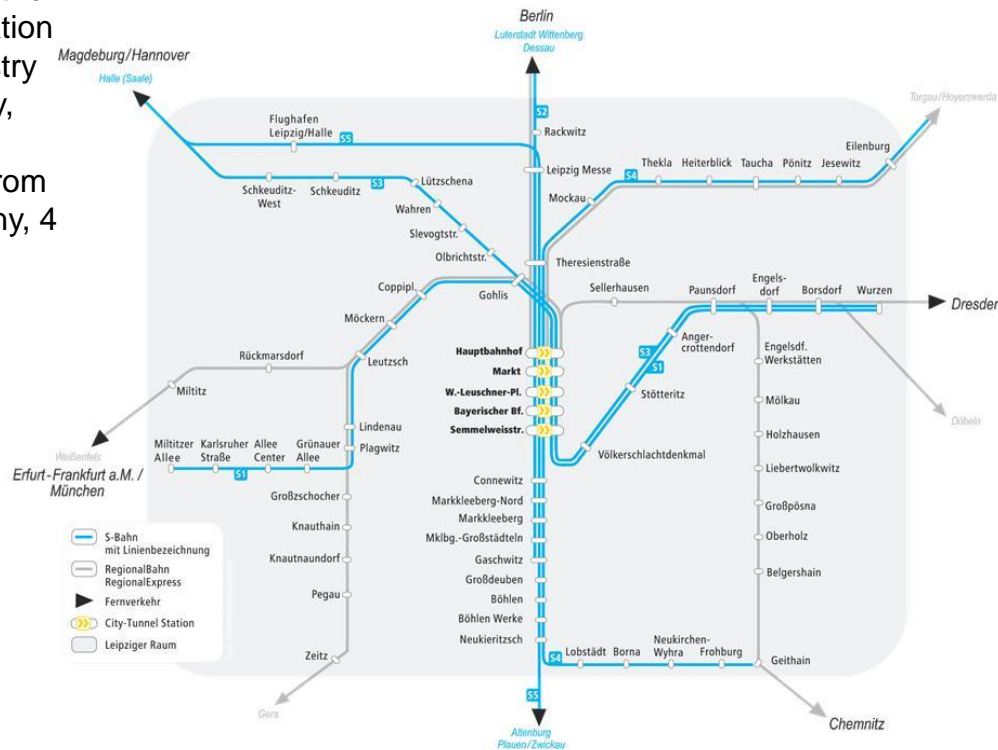 ation
stry
y,
rom
ny, 4
Berlin
Luterstadt Wittenberg
Dessau
Magdeburg/Hannover
Halle (Saale)
Torgau/Hoyerswerda
S2
Flughafen
Leipzig/Halle
S5
Rackwitz
Eilenburg
Leipzig Messe
S4
Thekla
Heiterblick
Taucha
Pönitz
Jesewitz
Schkeuditz-
West
Schkeuditz
S3
Lützschena
Mockau
Wahren
Slevogtstr.
Olbrichtstr.
Theresienstraße
Coppipl.
Gohlis
Sellerhausen
Paunsdorf
Engels-
dorf
Borsdorf
Wurzen
Dresden
Möckern
Anger-
crottendorf
Rückmarsdorf
Leutzsch
Hauptbahnhof
Markt
W.-Leuschner-Pl.
Bayerischer Bf.
Semmelweisstr.
S3
S1
Stötteritz
Engelsdf.
Werkstätten
Miltitz
Mölkau
Döbeln
Lindenau
Holzhausen
Weißenfels
Erfurt-Frankfurt a.M. /
München
Miltitzer
Allee
Karlsruher
Straße
Allee
Center
Grünauer
Allee
Plagwitz
S1
Völkerschlachtdenkmal
Liebertwolkwitz
Großzschocher
Connewitz
Markkleeberg-Nord
Großpösna
Knauthain
Markkleeberg
Mklbg.-Großstädteln
Oberholz
Knautnaundorf
Gaschwitz
Großdeuben
Belgershain
Pegau
Böhlen
Böhlen Werke
Zeitz
Neukieritzsch
S4
Lobstädt
Borna
Neukirchen-
Wyhra
Frohburg
Geithain
Gera
S5
Chemnitz
Altenburg
Plauen/Zwickau
S-Bahn
mit Linienbezeichnung
RegionalBahn
RegionalExpress
Fernverkehr
City-Tunnel Station
Leipziger Raum